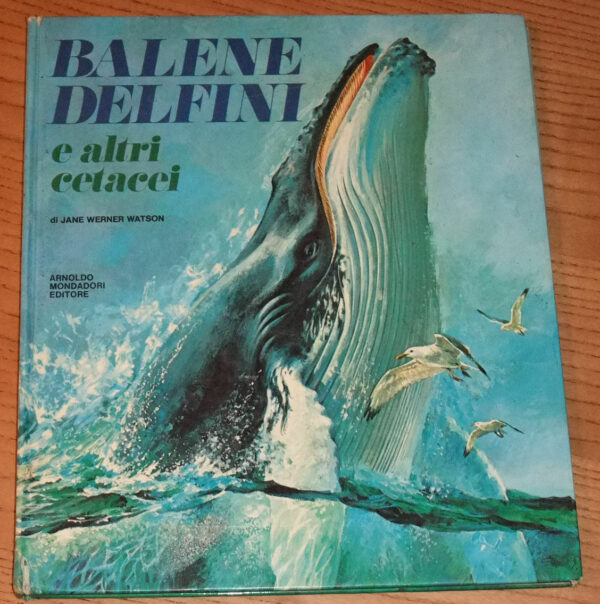 BALENE
DELFINI
e altri
cetacei
di JANE WERNER WATSON
ARNOLDO
MONDADORI
EDITORE